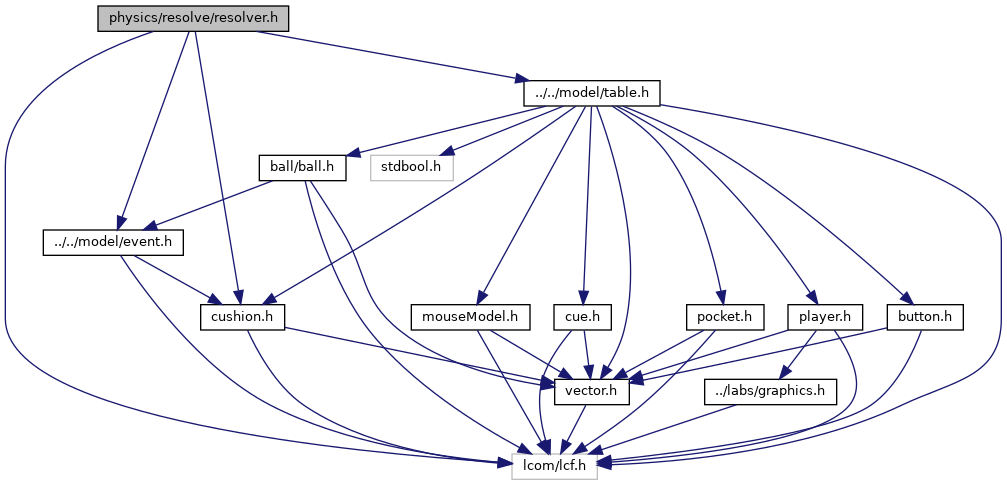 physics/resolve/resolver.h
../../model/table.h
ball/ball.h
stdbool.h
../../model/event.h
cushion.h
mouseModel.h
cue.h
pocket.h
player.h
button.h
vector.h
../labs/graphics.h
lcom/lcf.h